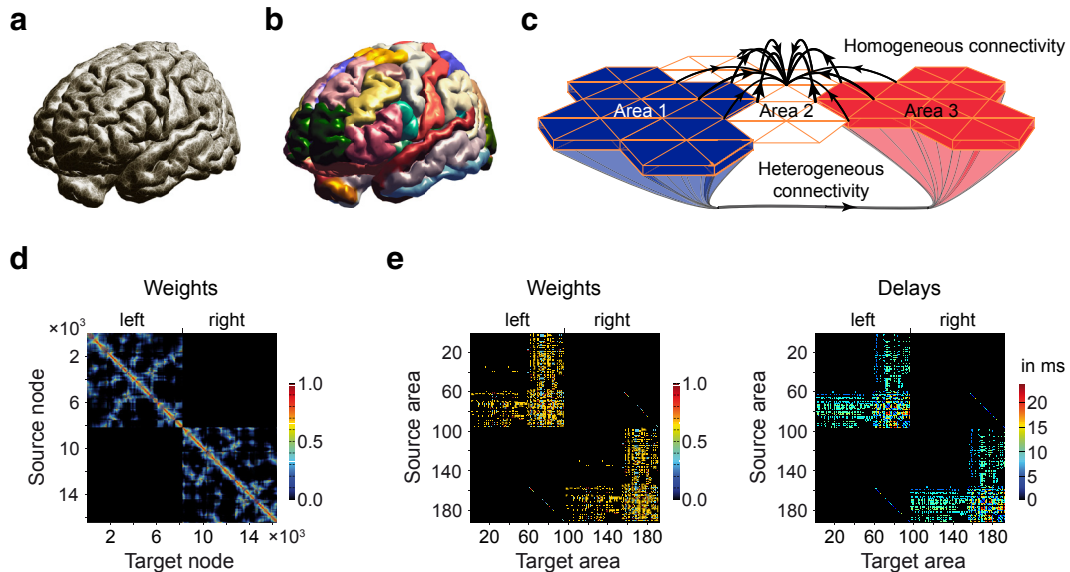 a
b
c
Homogeneous connectivity
Area 1
Area 2
Area 3
Heterogeneous
connectivity
d
Weights
left
right
×10³
2
4
6
8
10
14
Source node
2
6
10
14
×10³
Target node
1.0
0.5
0.0
e
Weights
left
right
20
60
100
140
180
Source area
20
60
100
140
180
Target area
1.0
0.5
0.0
Delays
left
right
20
60
100
140
180
Source area
20
60
100
140
180
Target area
in ms
20
15
10
5
0